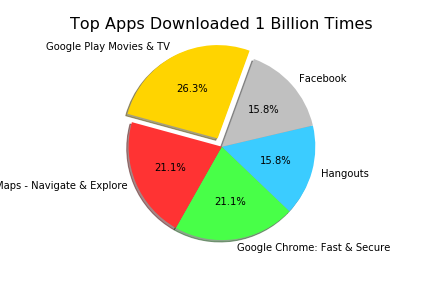 Top Apps Downloaded 1 Billion Times
Google Play Movies & TV
26.3%
Facebook
15.8%
Hangouts
15.8%
Maps - Navigate & Explore
21.1%
21.1%
Google Chrome: Fast & Secure